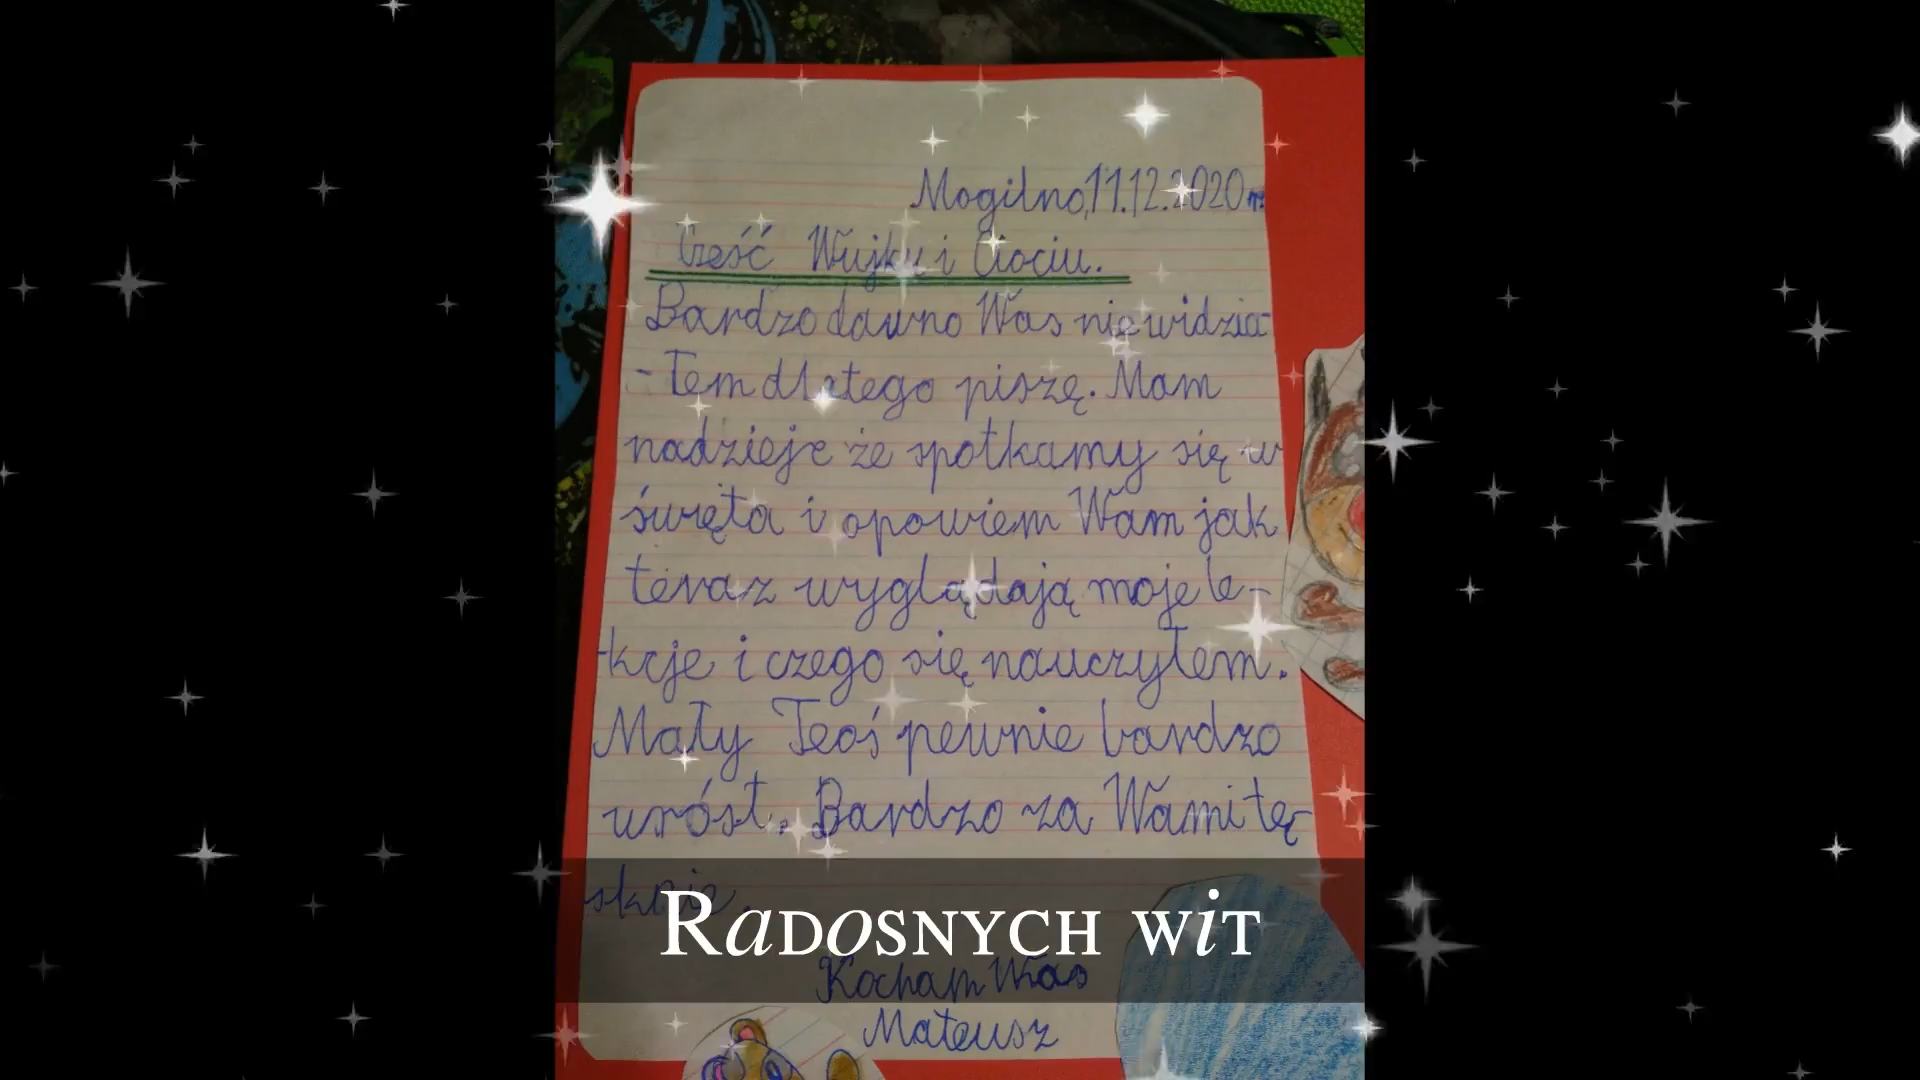 Mogilno, 11.12.2020 r.
Cześć Wujku i Ciociu.
Bardzo dawno Was nie widzia-
-łem dlatego piszę. Mam
nadzieje że spotkamy się w
święta i opowiem Wam jak
teraz wyglądają moje le-
-kcje i czego się nauczyłem.
Mały Teoś pewnie bardzo
urósł. Bardzo za Wami tę-
sknię.
Radosnych wit
Kocham Was
Mateusz